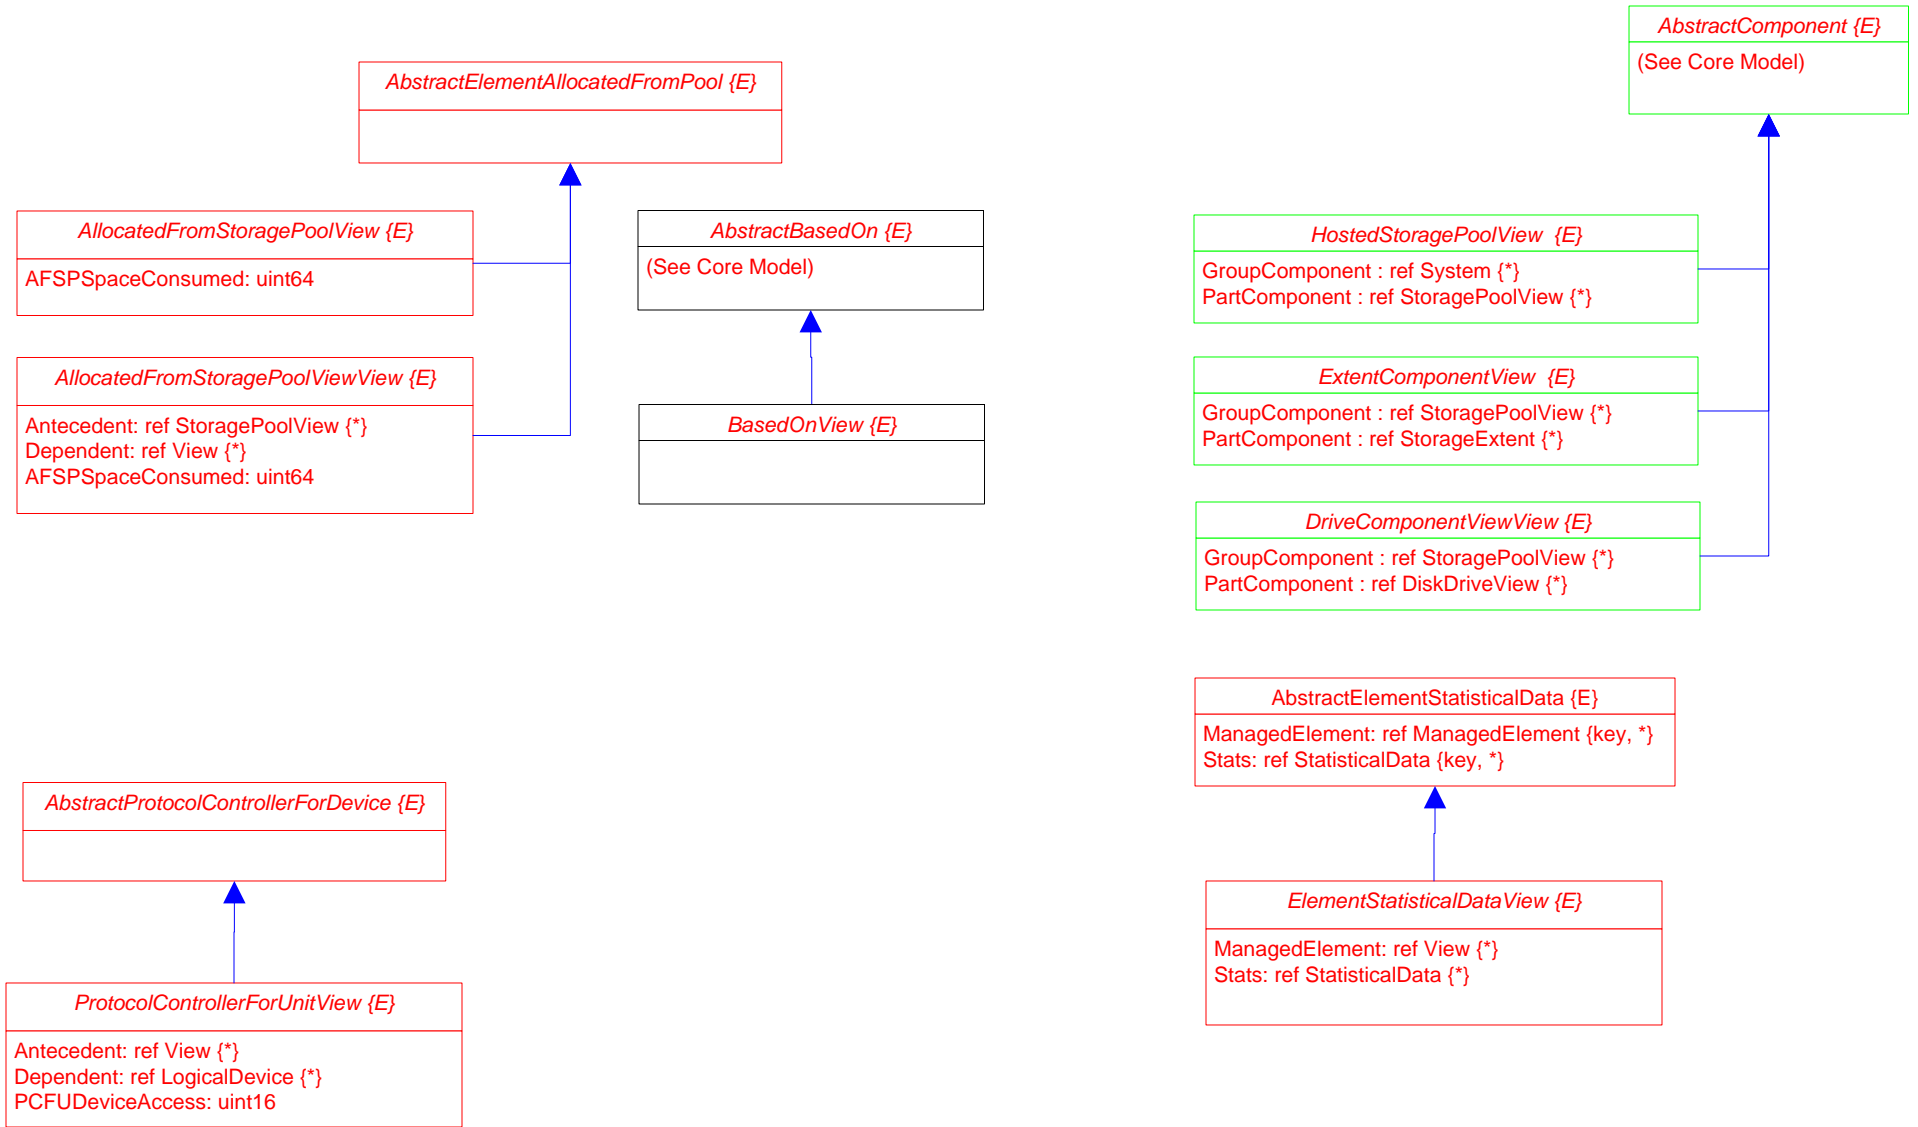 AbstractComponent {E}
(See Core Model)
AbstractElementAllocatedFromPool {E}
AllocatedFromStoragePoolView {E}
AFSPSpaceConsumed: uint64
AbstractBasedOn {E}
(See Core Model)
HostedStoragePoolView {E}
GroupComponent : ref System {*}
PartComponent : ref StoragePoolView {*}
AllocatedFromStoragePoolViewView {E}
Antecedent: ref StoragePoolView {*}
Dependent: ref View {*}
AFSPSpaceConsumed: uint64
BasedOnView {E}
ExtentComponentView {E}
GroupComponent : ref StoragePoolView {*}
PartComponent : ref StorageExtent {*}
DriveComponentViewView {E}
GroupComponent : ref StoragePoolView {*}
PartComponent : ref DiskDriveView {*}
AbstractElementStatisticalData {E}
ManagedElement: ref ManagedElement {key, *}
Stats: ref StatisticalData {key, *}
AbstractProtocolControllerForDevice {E}
ElementStatisticalDataView {E}
ManagedElement: ref View {*}
Stats: ref StatisticalData {*}
ProtocolControllerForUnitView {E}
Antecedent: ref View {*}
Dependent: ref LogicalDevice {*}
PCFUDeviceAccess: uint16